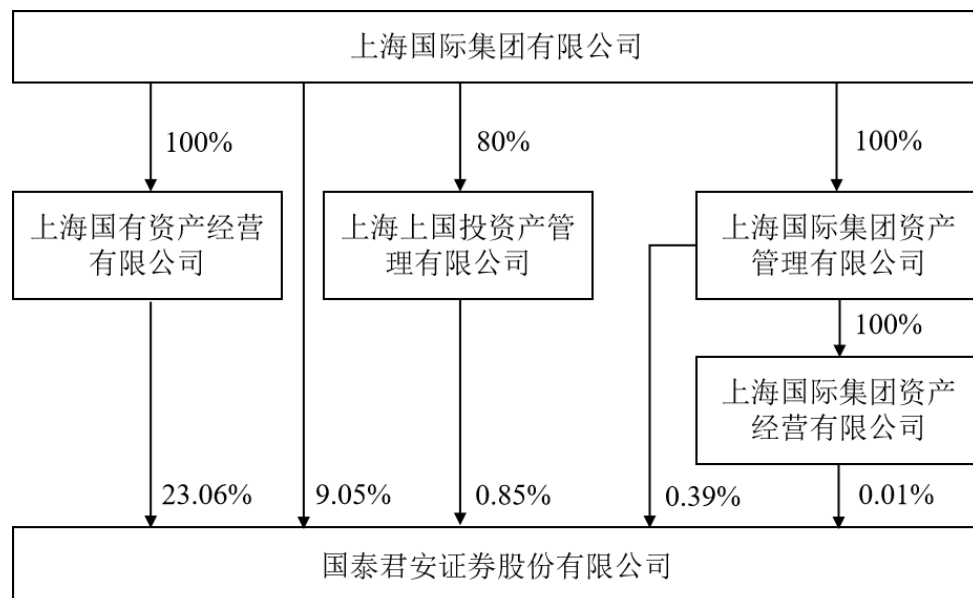 上海国际集团有限公司
100%
80%
100%
上海国有资产经营
有限公司
上海上国投资产管
理有限公司
上海国际集团资产
管理有限公司
100%
上海国际集团资产
经营有限公司
23.06%
9.05%
0.85%
0.39%
0.01%
国泰君安证券股份有限公司